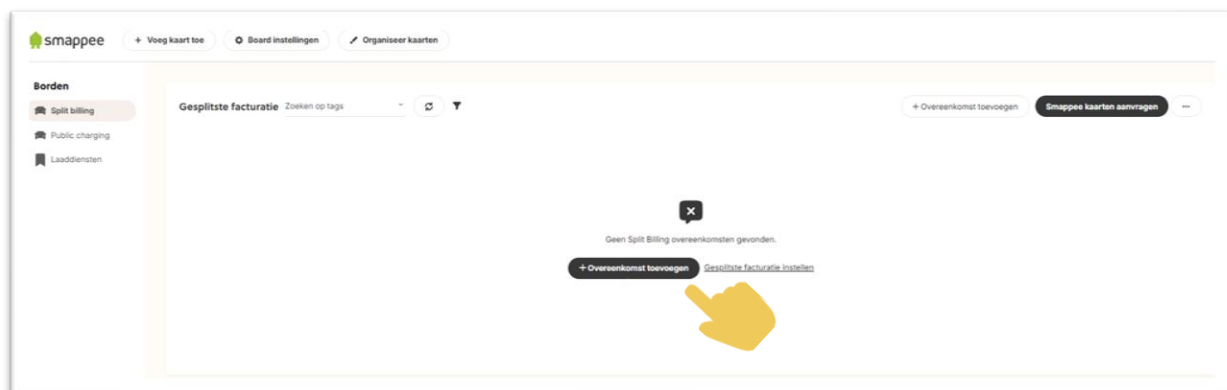 smappee + Voeg kaart toe Board instellingen Organiseer kaarten
Borden
Split billing
Public charging
Laaddiensten
Gesplitste facturatie Zoeken op tags + Overeenkomst toevoegen Smappee kaarten aanvragen ...
Geen Split Billing overeenkomsten gevonden.
+ Overeenkomst toevoegen Gesplitste facturatie instellen